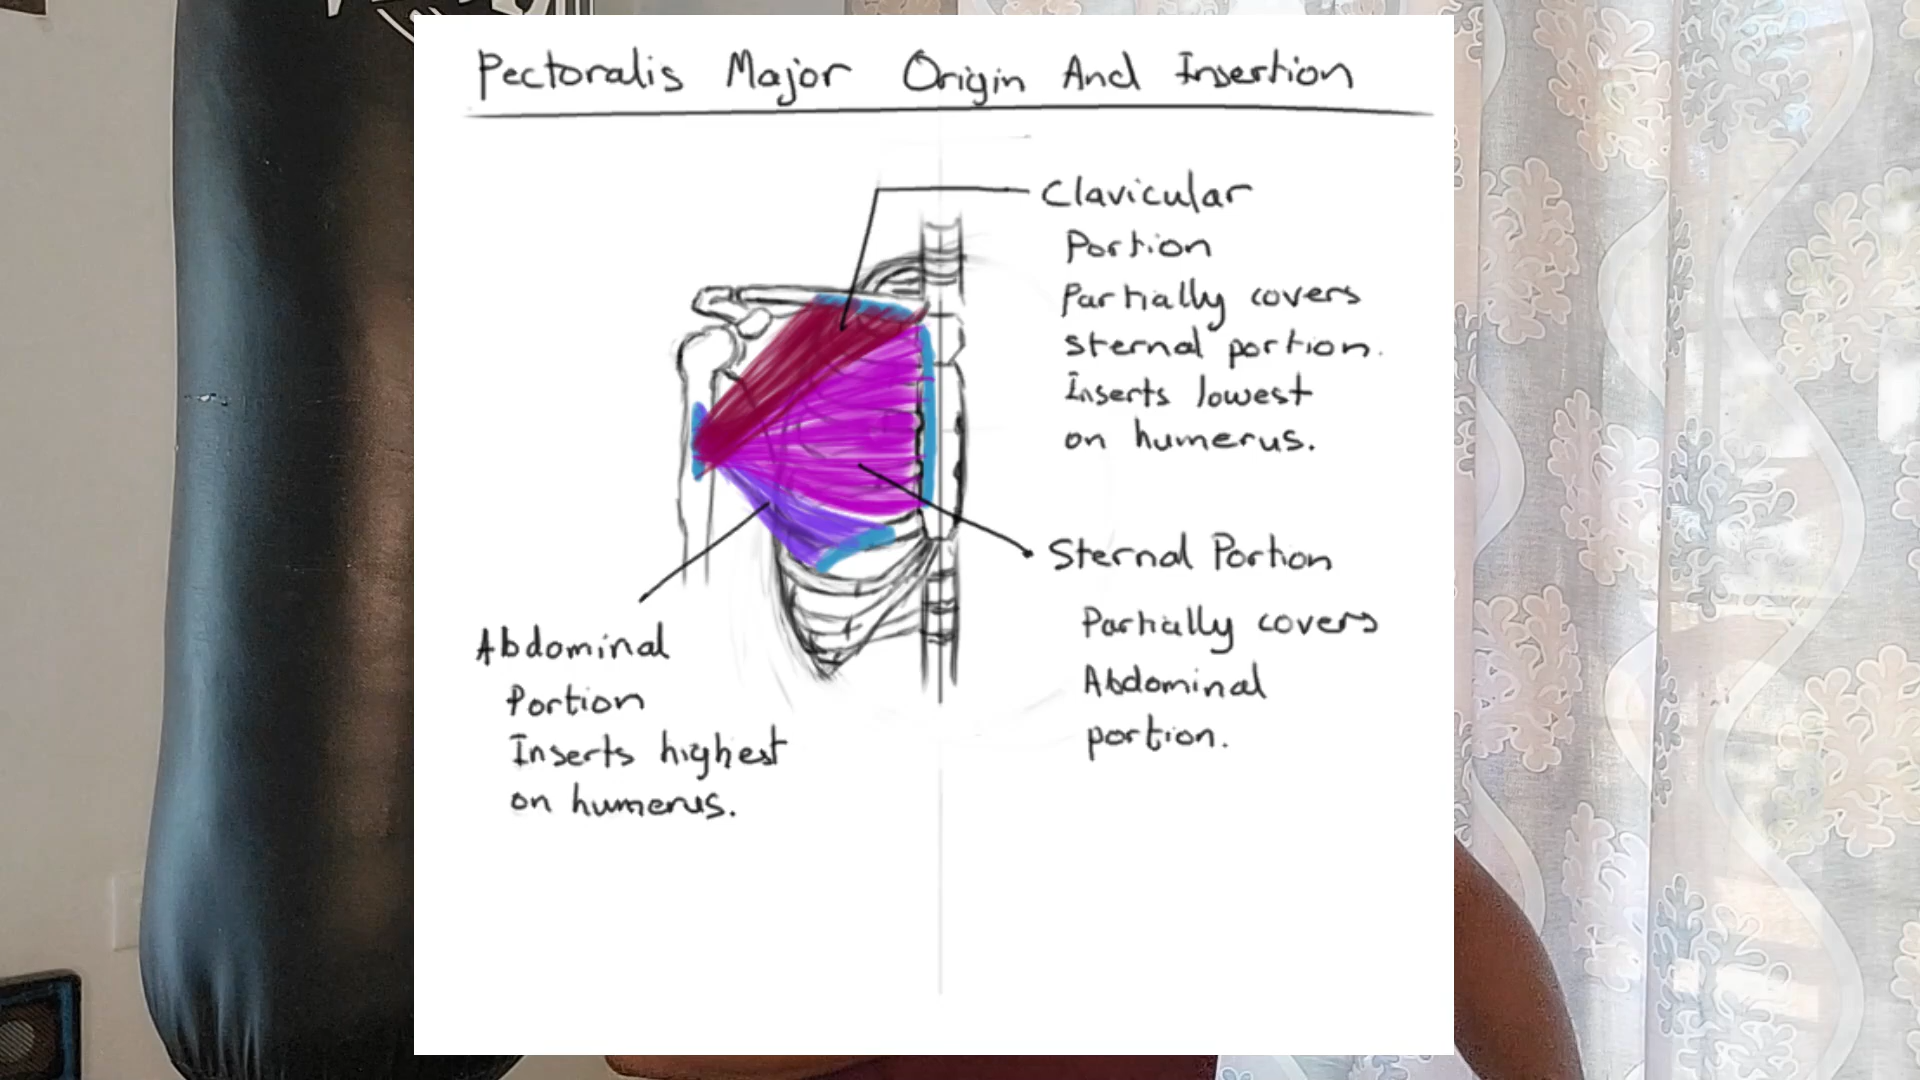 Pectoralis Major Origin And Insertion
Clavicular
Portion
Partially covers
sternal portion.
Inserts lowest
on humerus.
Sternal Portion
Partially covers
Abdominal
portion.
Abdominal
Portion
Inserts highest
on humerus.